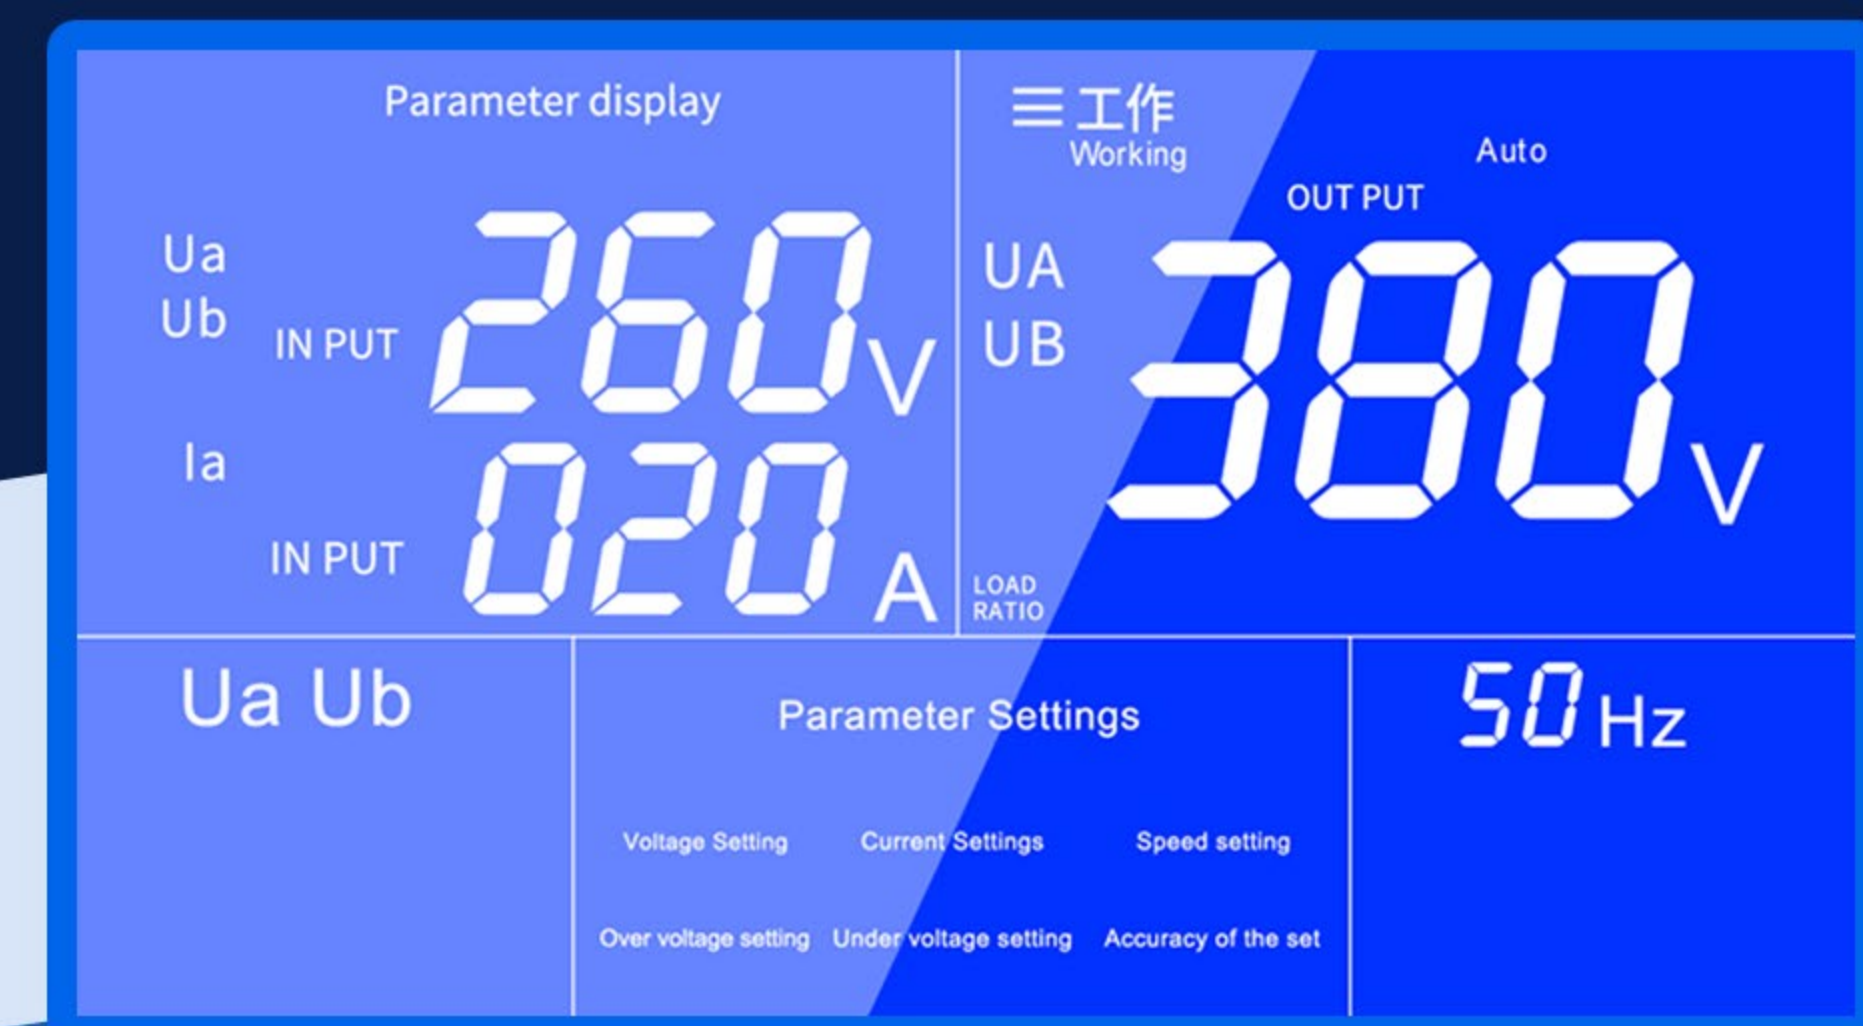 Parameter display
Ua
Ub
IN PUT 260 V
Ia
IN PUT 020 A
工作
Working
Auto
OUT PUT
UA
UB
380 V
LOAD
RATIO
Ua Ub
Parameter Settings
Voltage Setting Current Settings Speed setting
Over voltage setting Under voltage setting Accuracy of the set
50 Hz